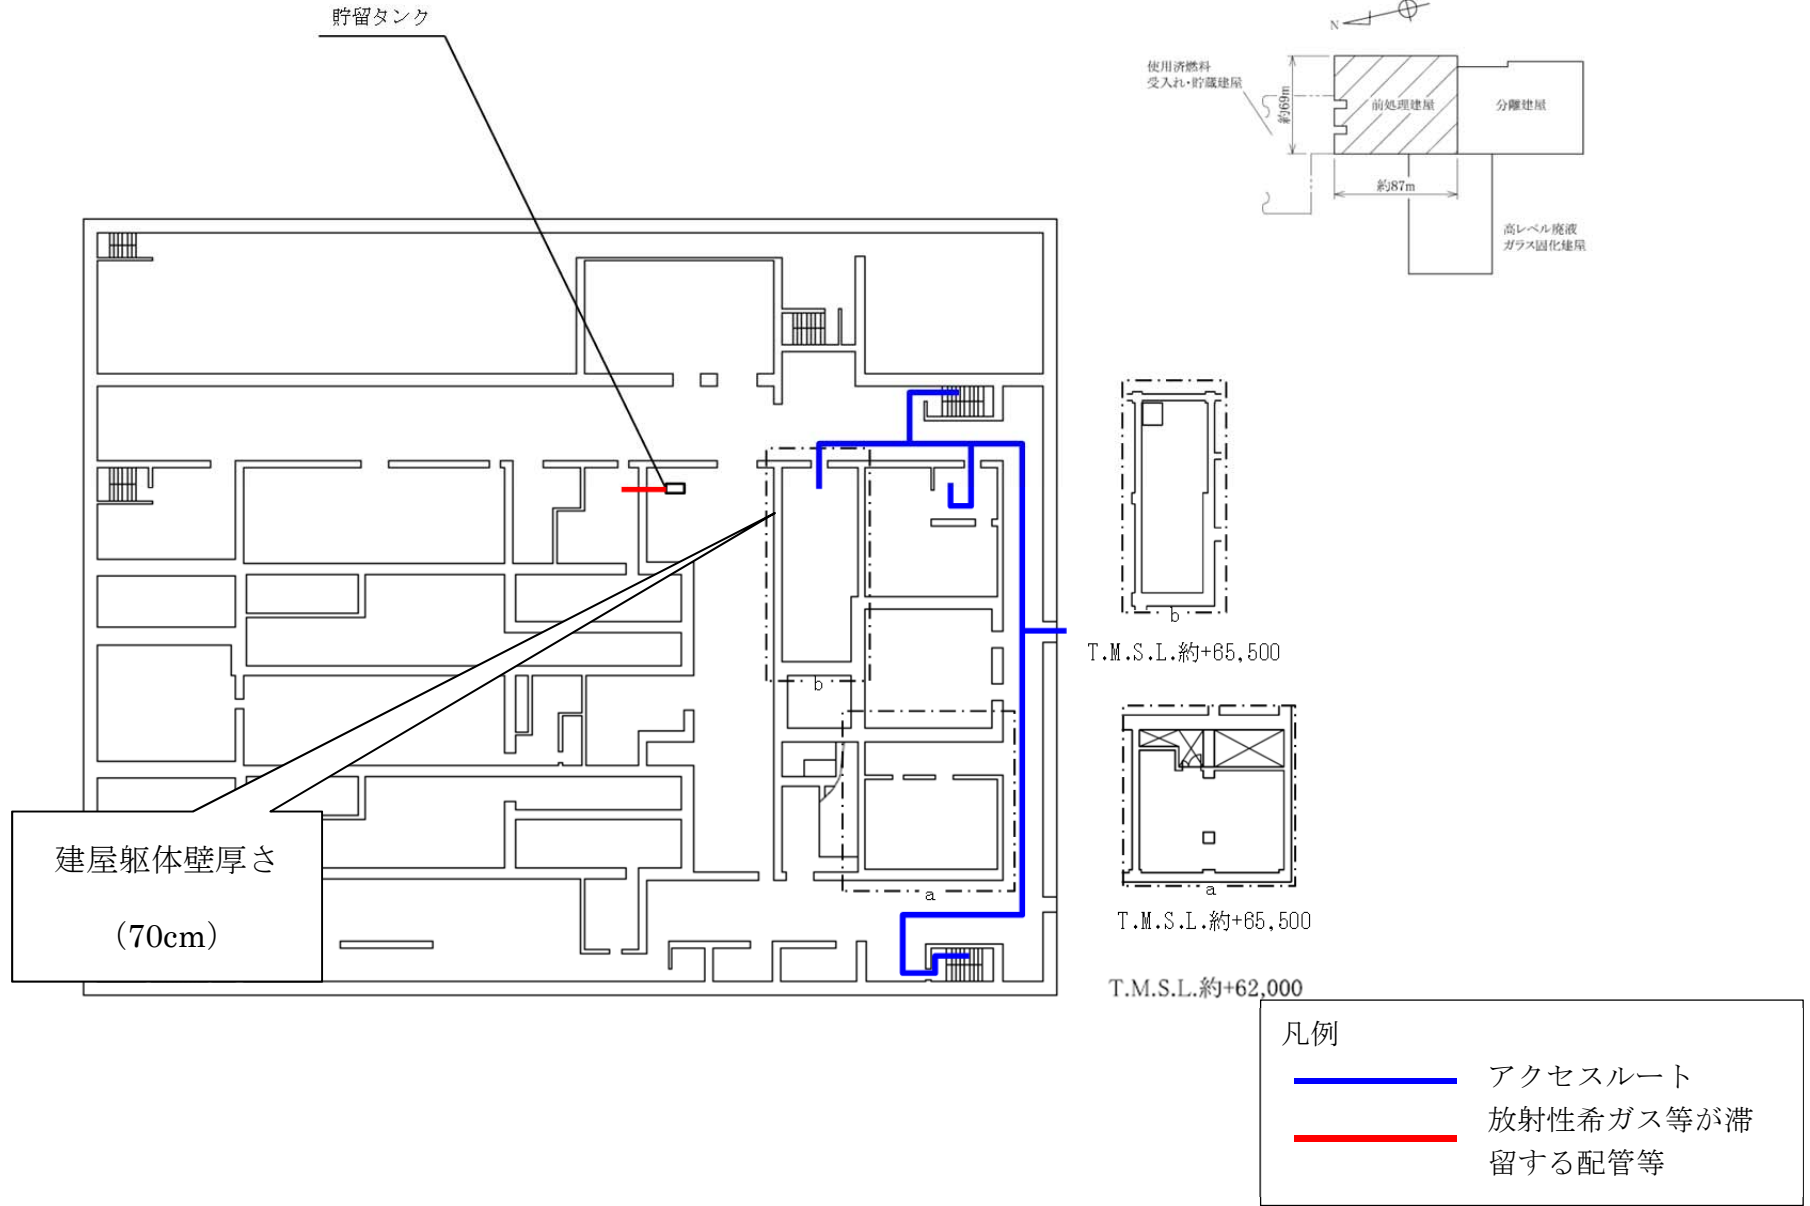 貯留タンク
N
使用済燃料
受入れ・貯蔵建屋
約69m
前処理建屋
分離建屋
約87m
高レベル廃液
ガラス固化建屋
b
T.M.S.L.約+65,500
b
a
建屋躯体壁厚さ
（70cm）
a
T.M.S.L.約+65,500
T.M.S.L.約+62,000
凡例
アクセスルート
放射性希ガス等が滞
留する配管等